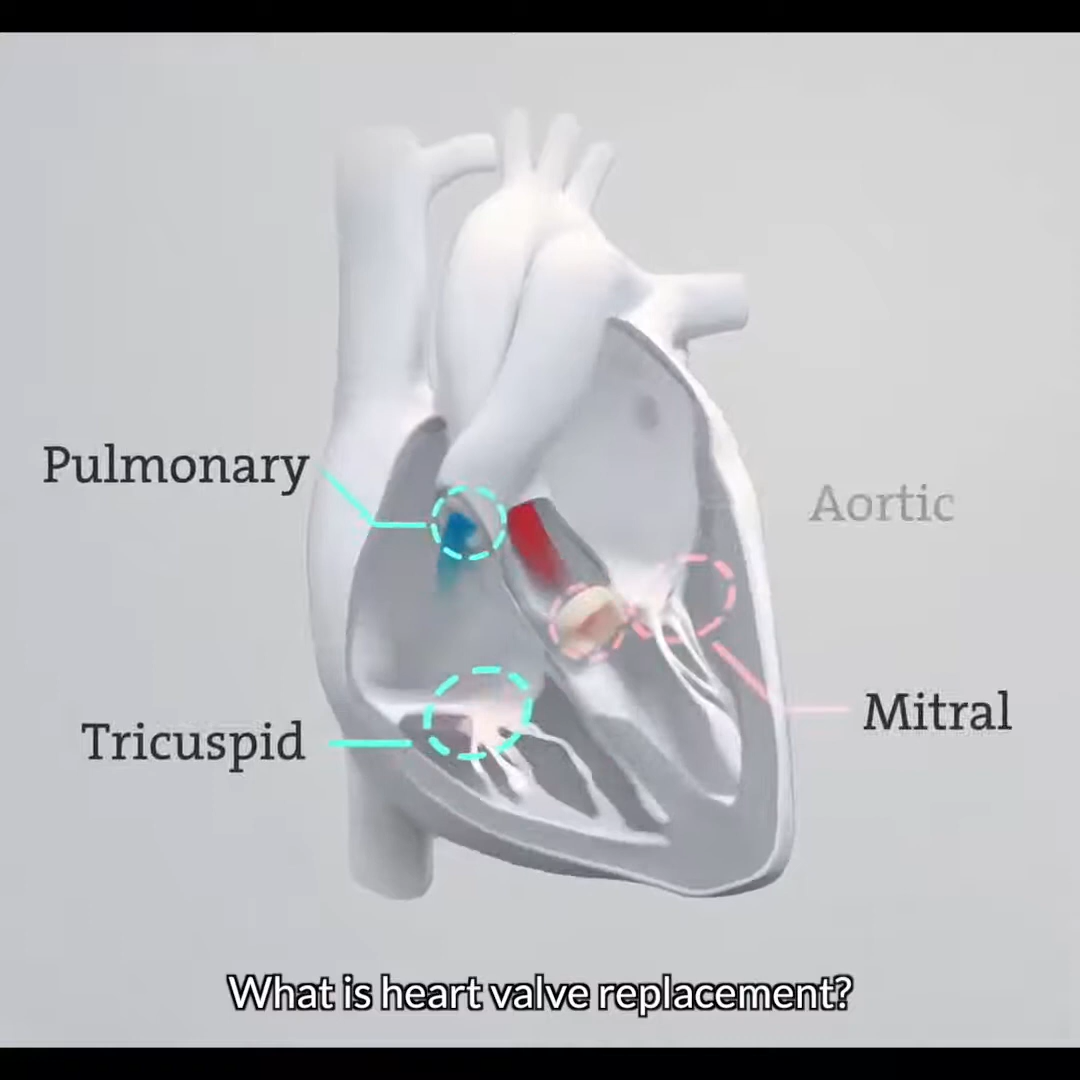 Pulmonary
Aortic
Mitral
Tricuspid
What is heart valve replacement?